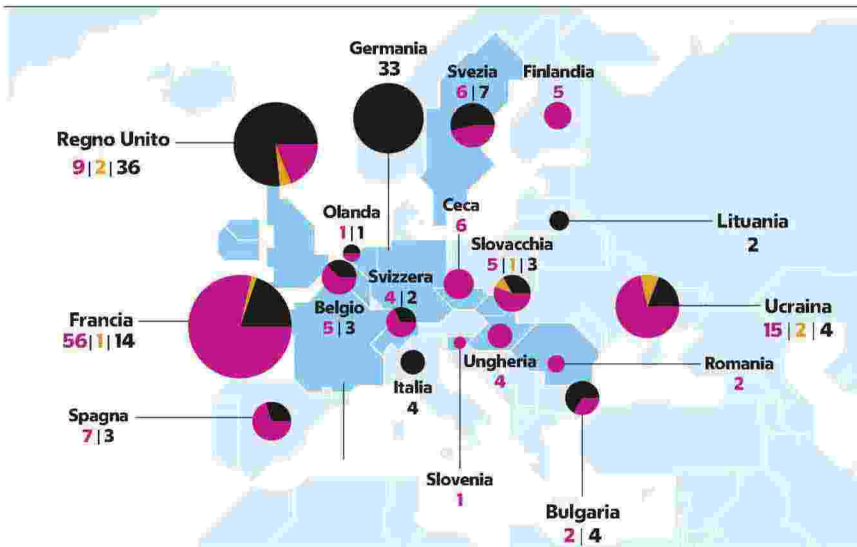 Germania
33
Svezia
6|7
Finlandia
5
Regno Unito
9|2|36
Olanda
1|1
Ceca
6
Lituania
2
Slovacchia
5|1|3
Svizzera
4|2
Belgio
5|3
Francia
56|1|14
Ucraina
15|2|4
Ungheria
4
Romania
2
Italia
4
Spagna
7|3
Slovenia
1
Bulgaria
2|4